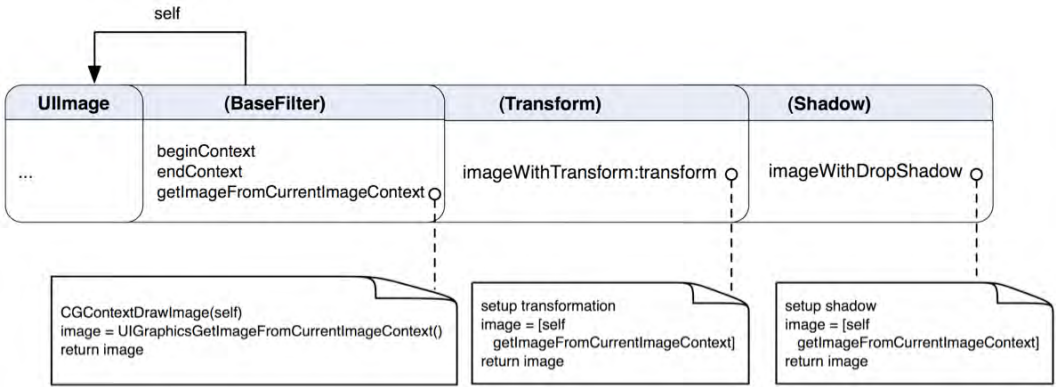 self
UIImage
(BaseFilter)
(Transform)
(Shadow)
...
beginContext
endContext
getImageFromCurrentImageContext
imageWithTransform:transform
imageWithDropShadow
CGContextDrawImage(self)
image = UIGraphicsGetImageFromCurrentImageContext()
return image
setup transformation
image = [self
getImageFromCurrentImageContext]
return image
setup shadow
image = [self
getImageFromCurrentImageContext]
return image